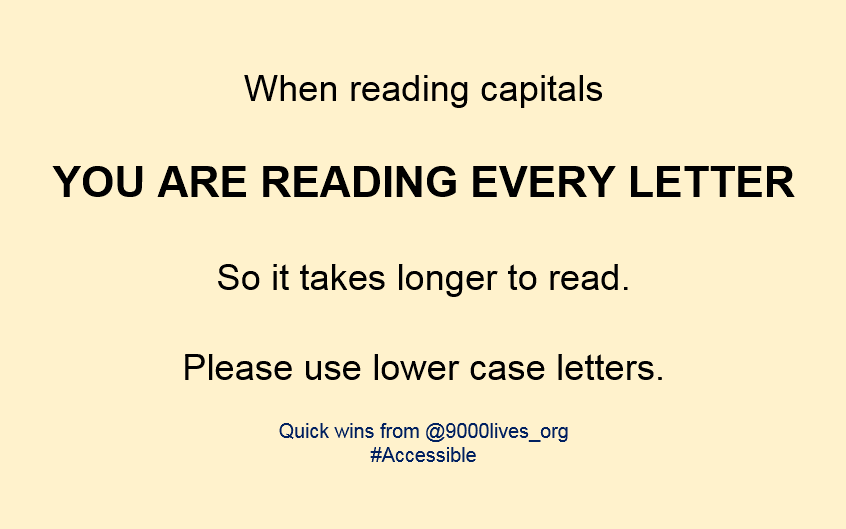 When reading capitals
YOU ARE READING EVERY LETTER
So it takes longer to read.
Please use lower case letters.
Quick wins from @9000lives_org
#Accessible